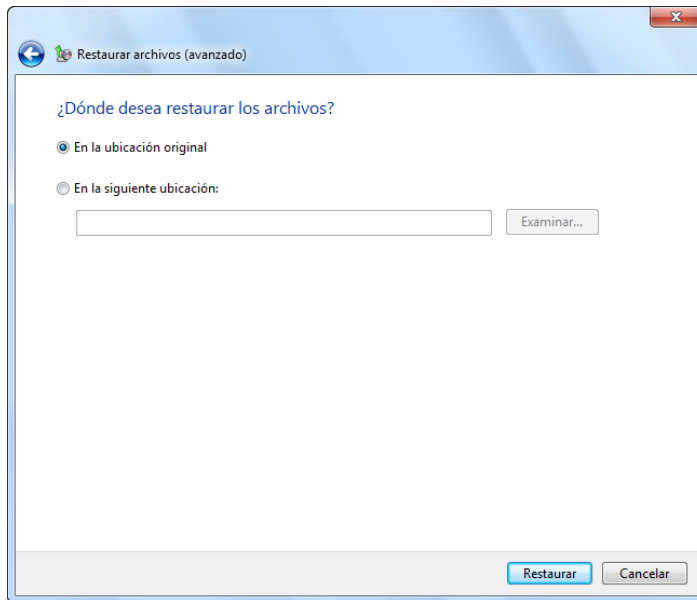 Restaurar archivos (avanzado)
¿Dónde desea restaurar los archivos?
En la ubicación original
En la siguiente ubicación:
Examinar...
Restaurar
Cancelar